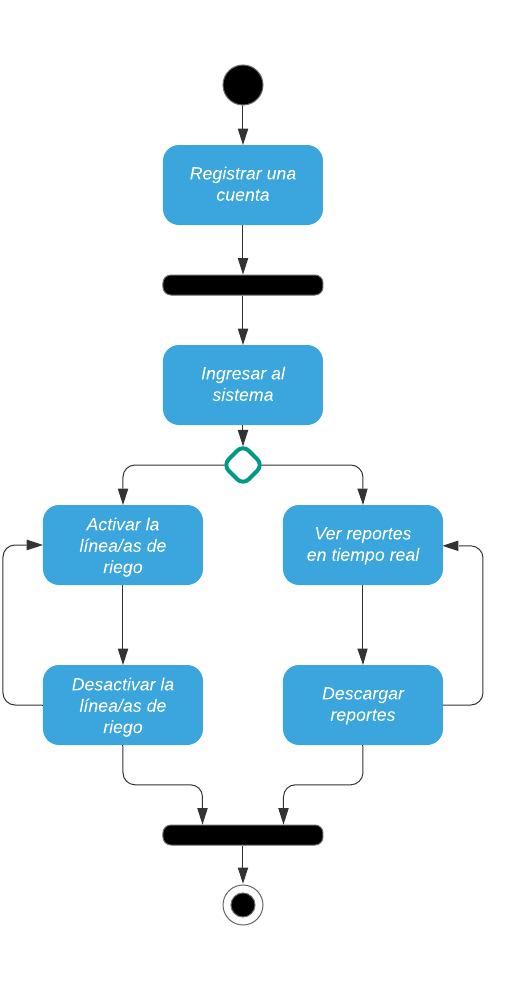 Registrar una
cuenta
Ingresar al
sistema
Activar la
línea/as de
riego
Ver reportes
en tiempo real
Desactivar la
línea/as de
riego
Descargar
reportes